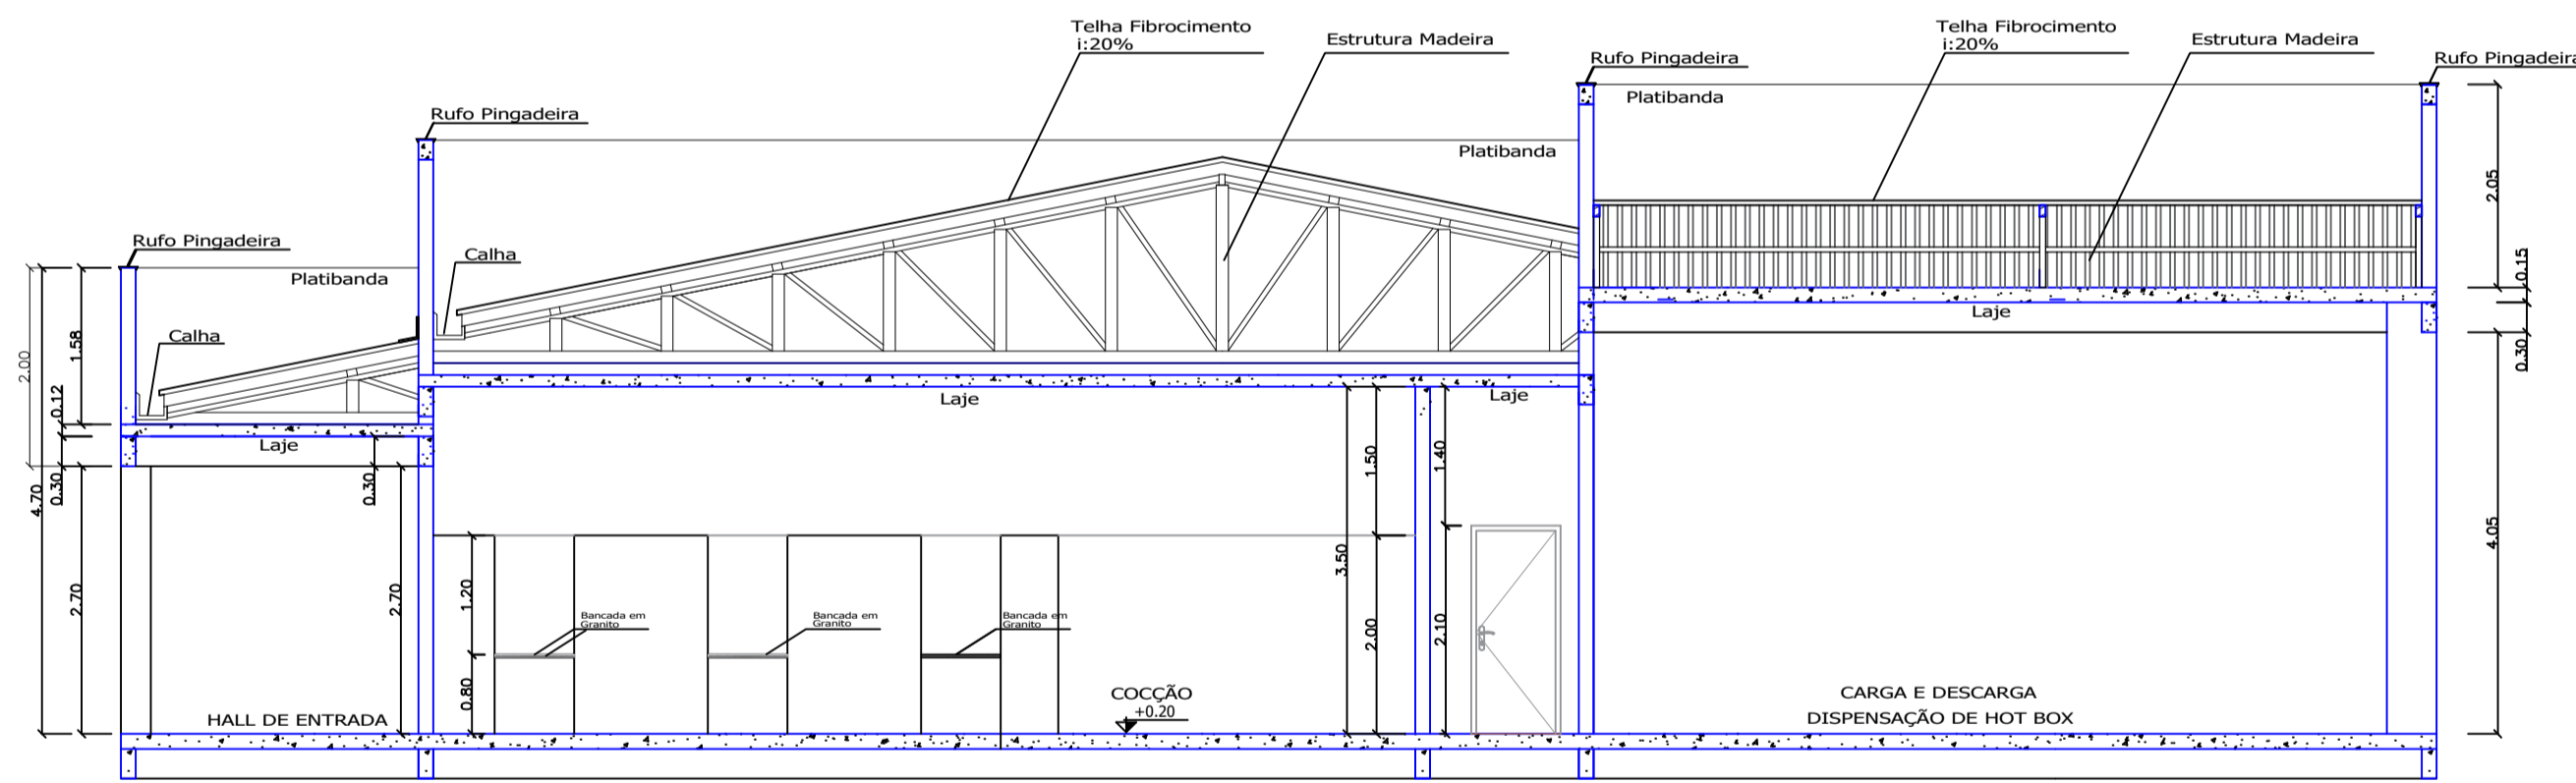 Telha Fibrocimento
i:20%
Estrutura Madeira
Telha Fibrocimento
i:20%
Estrutura Madeira
Rufo Pingadeira
Rufo Pingadeira
Platibanda
Rufo Pingadeira
Platibanda
2.05
Rufo Pingadeira
Calha
Platibanda
0.15
Calha
1.58
2.00
0.12
Laje
0.30
Laje
Laje
Laje
4.70
0.30
0.30
1.50
1.40
3.50
4.05
2.70
2.70
1.20
Bancada em
Granito
Bancada em
Granito
Bancada em
Granito
2.00
2.10
0.80
COCÇÃO
+0.20
HALL DE ENTRADA
CARGA E DESCARGA
DISPENSAÇÃO DE HOT BOX